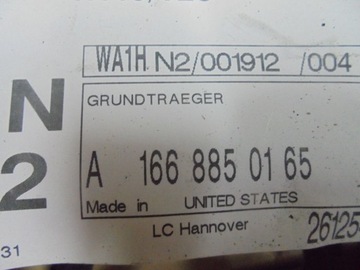 WA1H N2/001912 /004
N
2
GRUNDTRAEGER
A 166 885 01 65
Made in UNITED STATES
LC Hannover
26125
31